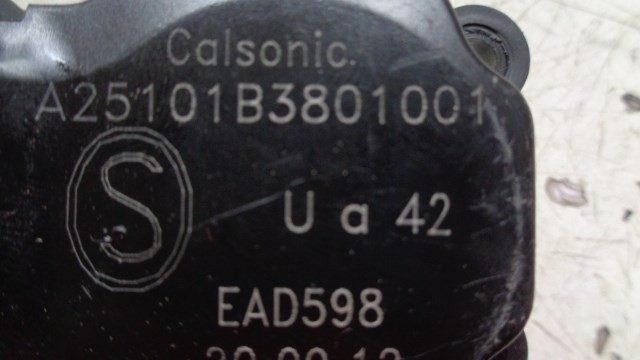 Calsonic
A25101B3801001
S
U a 42
EAD598